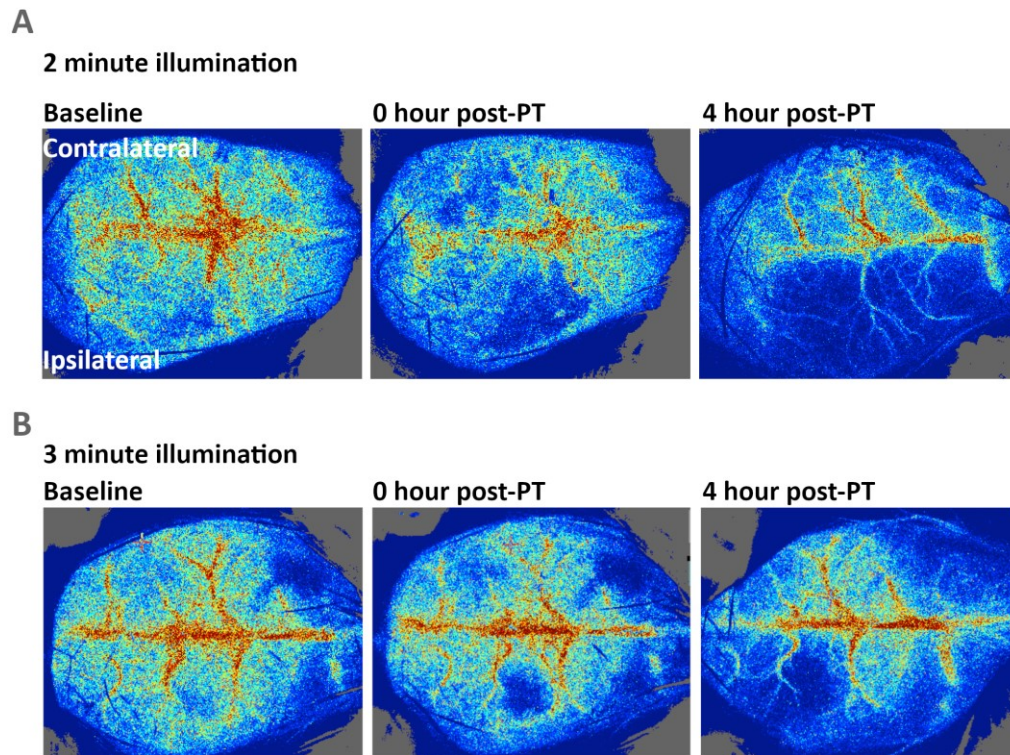 A
2 minute illumination
Baseline
0 hour post-PT
4 hour post-PT
Contralateral
Ipsilateral
B
3 minute illumination
Baseline
0 hour post-PT
4 hour post-PT